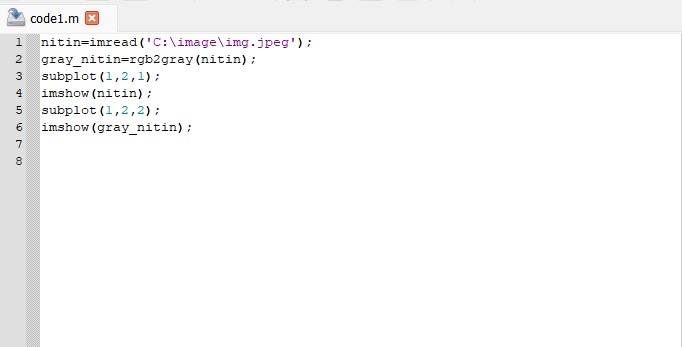 code1.m
1 nitin=imread('C:\image\img.jpeg');
2 gray_nitin=rgb2gray(nitin);
3 subplot(1,2,1);
4 imshow(nitin);
5 subplot(1,2,2);
6 imshow(gray_nitin);
7
8